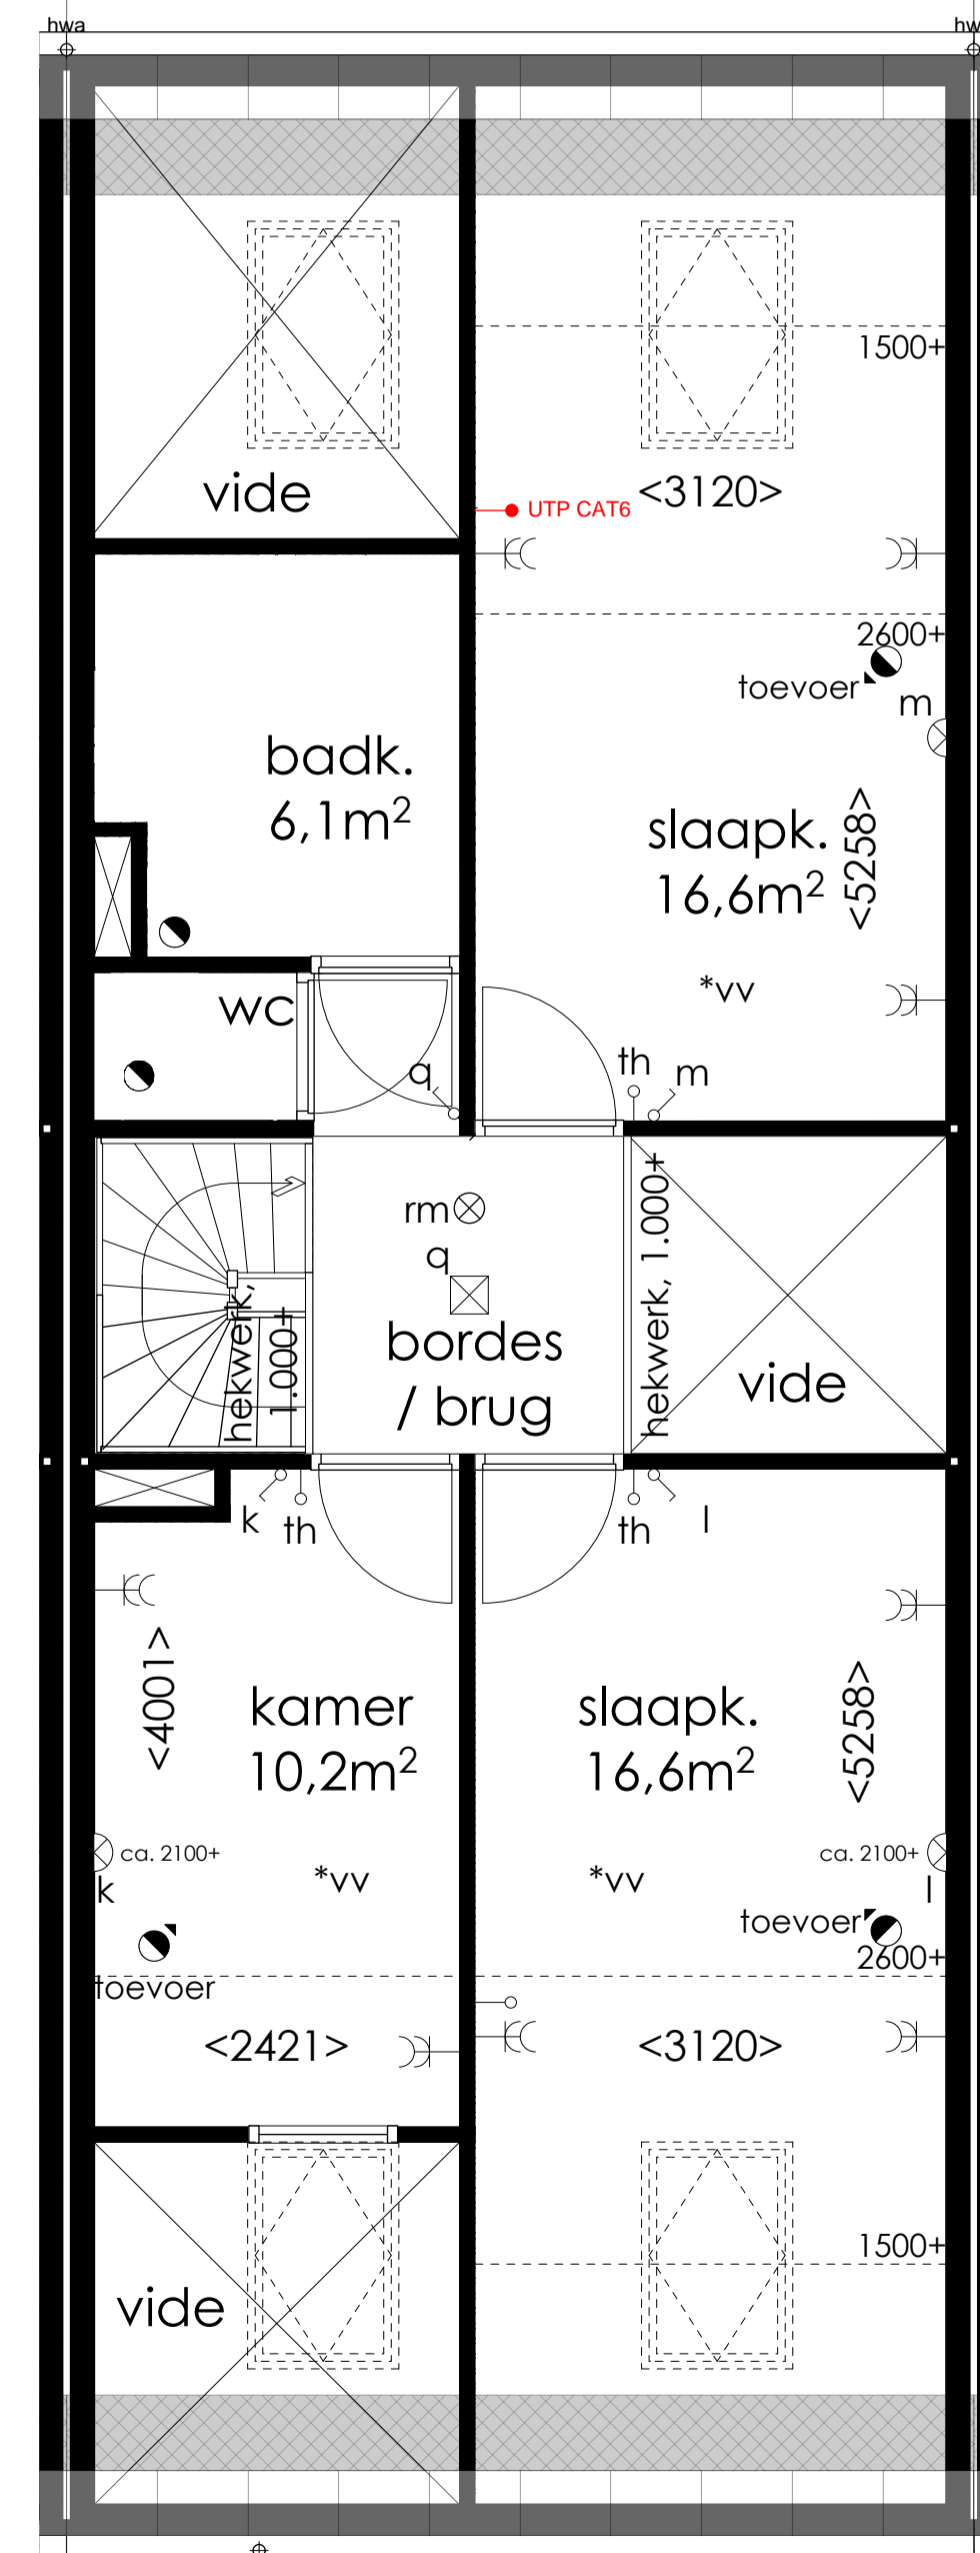 hwa
hw
1500+
vide
<3120>
UTP CAT6
2600+
toevoer
m
badk.
6,1m²
slaapk.
16,6m²
<5258>
*vv
wc
q
th
m
rm
q
hekwerk, 1.000+
hekwerk,
1.000+
bordes
/ brug
vide
k
th
th
l
<4001>
kamer
10,2m²
slaapk.
16,6m²
<5258>
ca. 2100+
ca. 2100+
k
*vv
*vv
l
toevoer
2600+
toevoer
<2421>
<3120>
1500+
vide